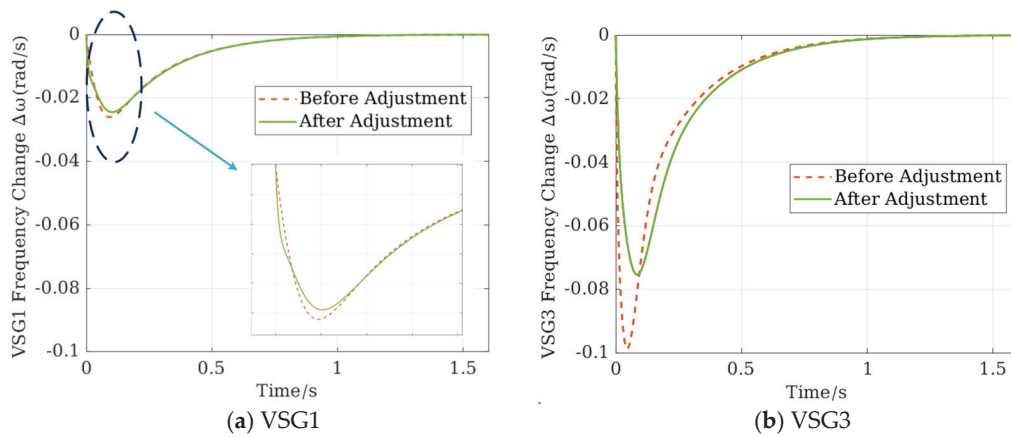 VSG1 Frequency Change Δω(rad/s)
0
-0.02
-0.04
-0.06
-0.08
-0.1
Before Adjustment
After Adjustment
0
0.5
1
1.5
Time/s
(a) VSG1
VSG3 Frequency Change Δω(rad/s)
0
-0.02
-0.04
-0.06
-0.08
-0.1
Before Adjustment
After Adjustment
0
0.5
1
1.5
Time/s
(b) VSG3